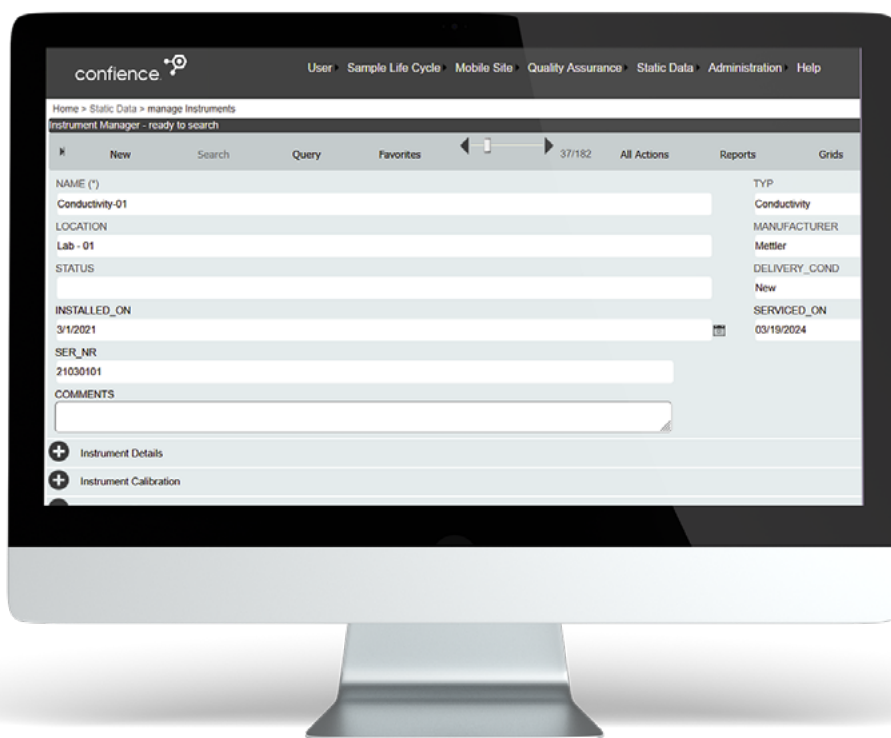 confience
User Sample Life Cycle Mobile Site Quality Assurance Static Data Administration Help
Home > Static Data > manage Instruments
Instrument Manager - ready to search
New Search Query Favorites 37/182 All Actions Reports Grids
NAME (*) TYP
Conductivity-01 Conductivity
LOCATION MANUFACTURER
Lab - 01 Mettler
STATUS DELIVERY_COND
New
INSTALLED_ON SERVICED_ON
3/1/2021 03/19/2024
SER_NR
21030101
COMMENTS
Instrument Details
Instrument Calibration